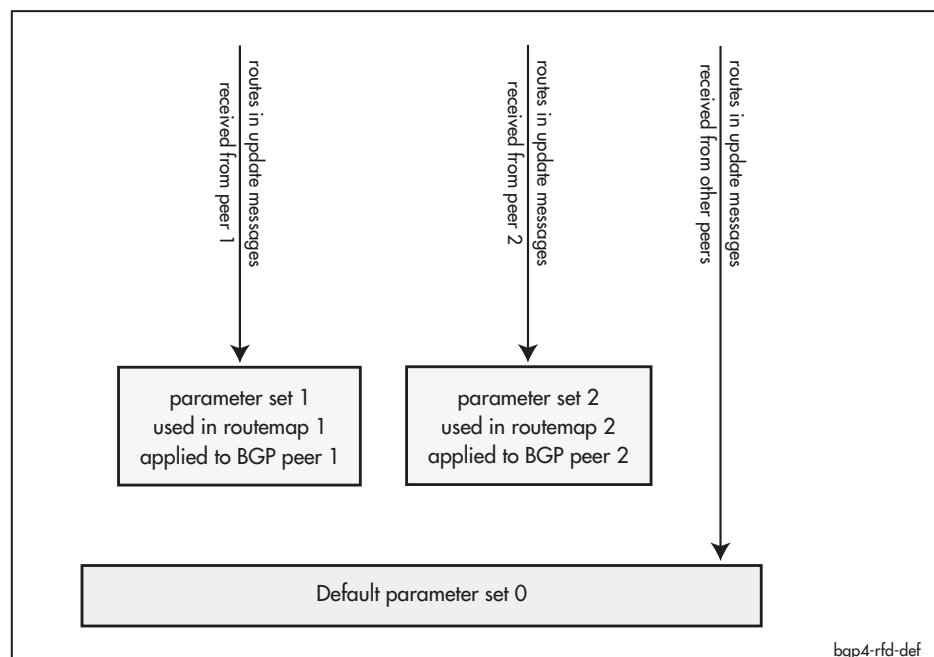 routes in update messages
received from peer 1
routes in update messages
received from peer 2
routes in update messages
received from other peers
parameter set 1
used in routemap 1
applied to BGP peer 1
parameter set 2
used in routemap 2
applied to BGP peer 2
Default parameter set 0
bgp4-rfd-def